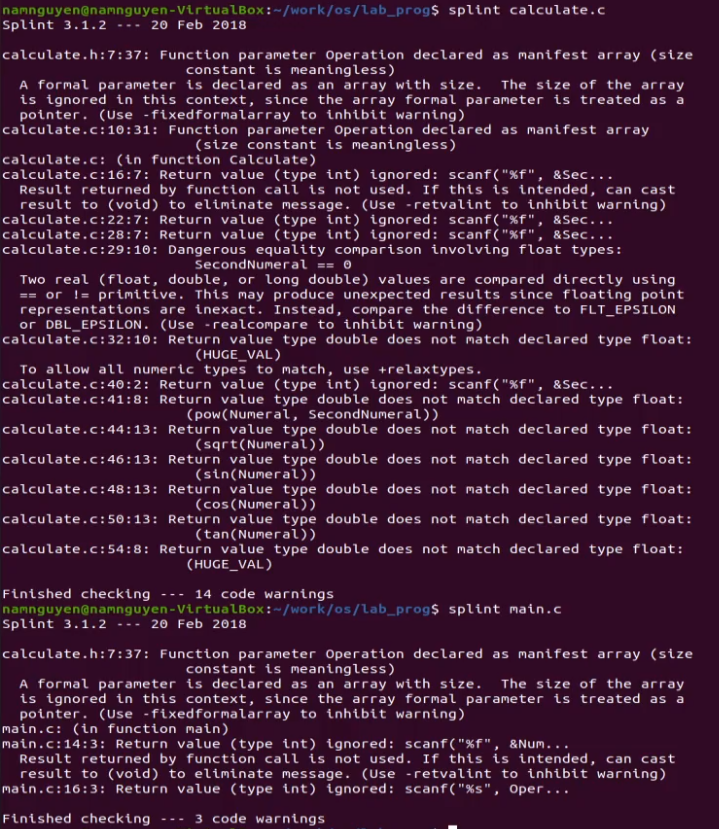 namnguyen@namnguyen-VirtualBox:~/work/os/lab_prog$ splint calculate.c
Splint 3.1.2 --- 20 Feb 2018
calculate.h:7:37: Function parameter Operation declared as manifest array (size
constant is meaningless)
A formal parameter is declared as an array with size.  The size of the array
is ignored in this context, since the array formal parameter is treated as a
pointer. (Use -fixedformalarray to inhibit warning)
calculate.c:10:31: Function parameter Operation declared as manifest array
(size constant is meaningless)
calculate.c: (in function Calculate)
calculate.c:16:7: Return value (type int) ignored: scanf("%f", &Sec...
Result returned by function call is not used. If this is intended, can cast
result to (void) to eliminate message. (Use -retvalint to inhibit warning)
calculate.c:22:7: Return value (type int) ignored: scanf("%f", &Sec...
calculate.c:28:7: Return value (type int) ignored: scanf("%f", &Sec...
calculate.c:29:10: Dangerous equality comparison involving float types:
SecondNumeral == 0
Two real (float, double, or long double) values are compared directly using
== or != primitive. This may produce unexpected results since floating point
representations are inexact. Instead, compare the difference to FLT_EPSILON
or DBL_EPSILON. (Use -realcompare to inhibit warning)
calculate.c:32:10: Return value type double does not match declared type float:
(HUGE_VAL)
To allow all numeric types to match, use +relaxtypes.
calculate.c:40:2: Return value (type int) ignored: scanf("%f", &Sec...
calculate.c:41:8: Return value type double does not match declared type float:
(pow(Numeral, SecondNumeral))
calculate.c:44:13: Return value type double does not match declared type float:
(sqrt(Numeral))
calculate.c:46:13: Return value type double does not match declared type float:
(sin(Numeral))
calculate.c:48:13: Return value type double does not match declared type float:
(cos(Numeral))
calculate.c:50:13: Return value type double does not match declared type float:
(tan(Numeral))
calculate.c:54:8: Return value type double does not match declared type float:
(HUGE_VAL)
Finished checking --- 14 code warnings
namnguyen@namnguyen-VirtualBox:~/work/os/lab_prog$ splint main.c
Splint 3.1.2 --- 20 Feb 2018
calculate.h:7:37: Function parameter Operation declared as manifest array (size
constant is meaningless)
A formal parameter is declared as an array with size.  The size of the array
is ignored in this context, since the array formal parameter is treated as a
pointer. (Use -fixedformalarray to inhibit warning)
main.c: (in function main)
main.c:14:3: Return value (type int) ignored: scanf("%f", &Num...
Result returned by function call is not used. If this is intended, can cast
result to (void) to eliminate message. (Use -retvalint to inhibit warning)
main.c:16:3: Return value (type int) ignored: scanf("%s", Oper...
Finished checking --- 3 code warnings